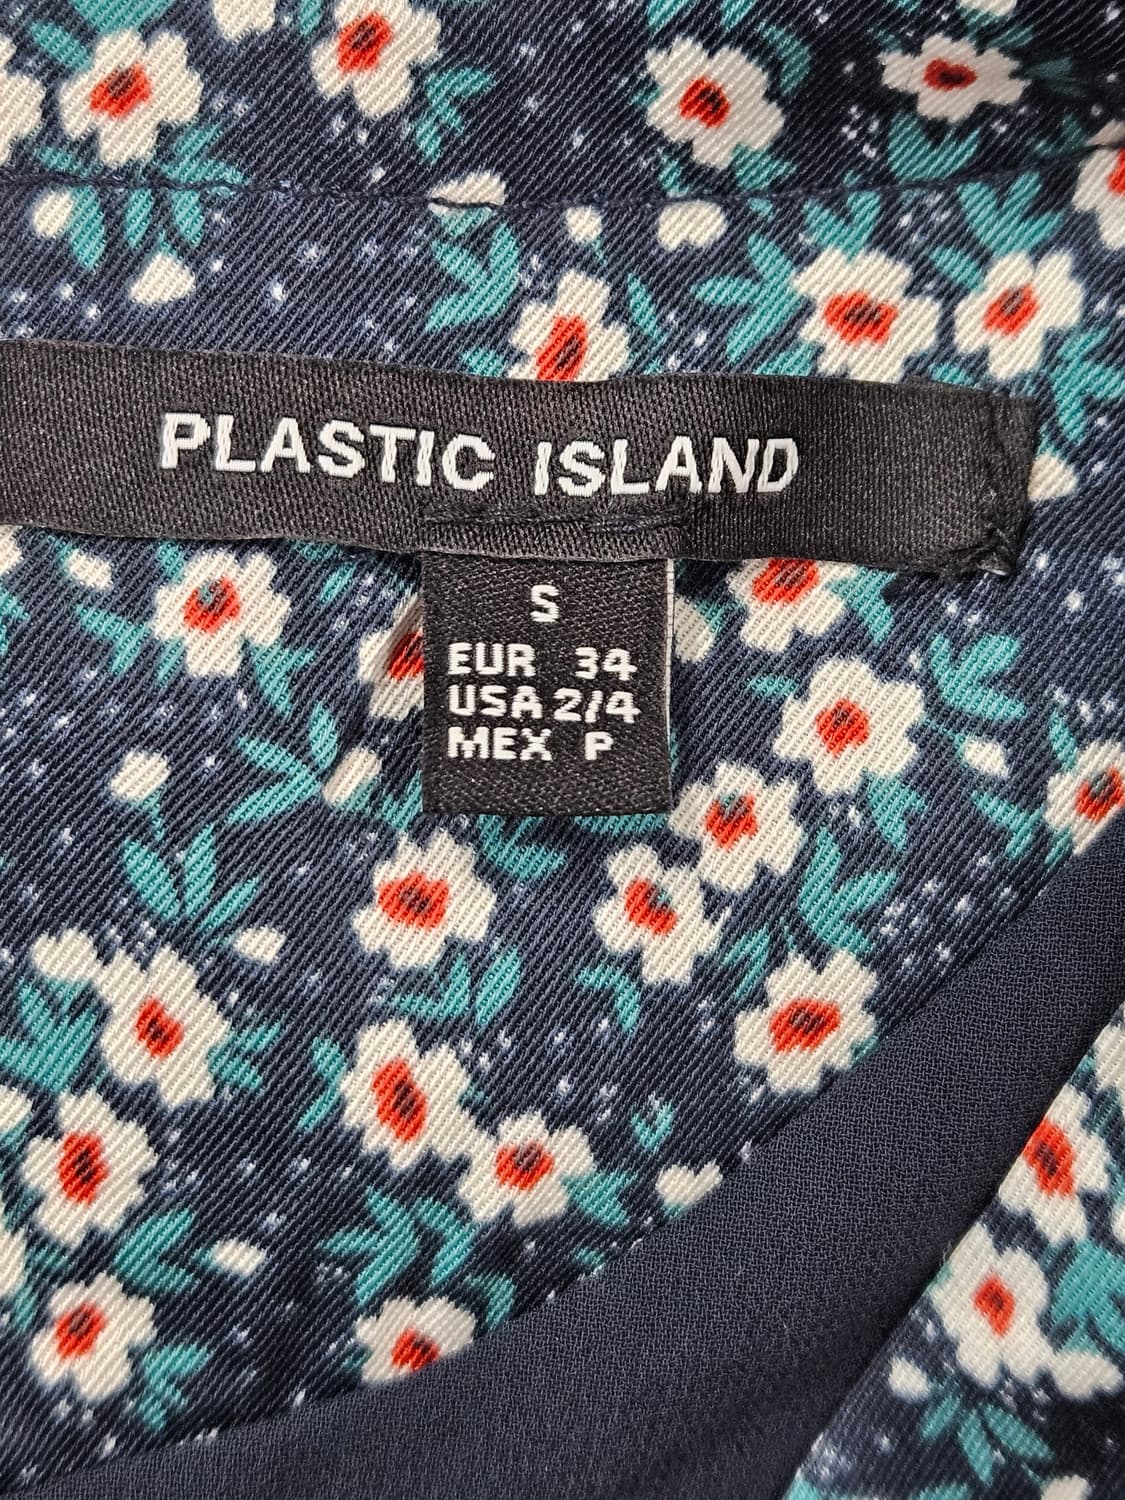 PLASTIC ISLAND
S
EUR 34
USA 2/4
MEX P